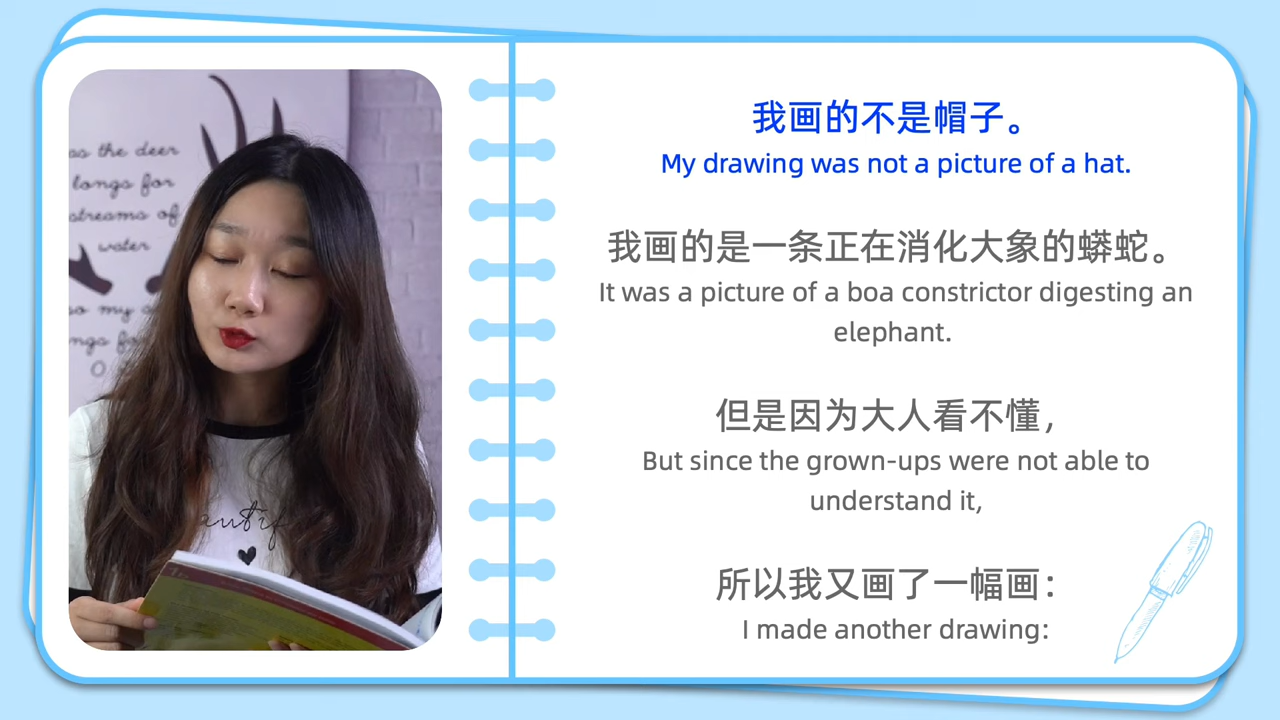 as the deer
longs for
streams of
water
so my
我画的不是帽子。
My drawing was not a picture of a hat.
我画的是一条正在消化大象的蟒蛇。
It was a picture of a boa constrictor digesting an
elephant.
但是因为大人看不懂，
But since the grown-ups were not able to
understand it,
所以我又画了一幅画：
I made another drawing: